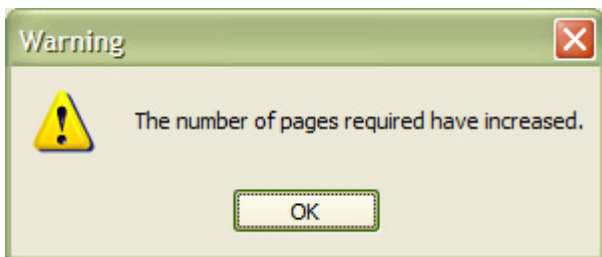 Warning
The number of pages required have increased.
OK